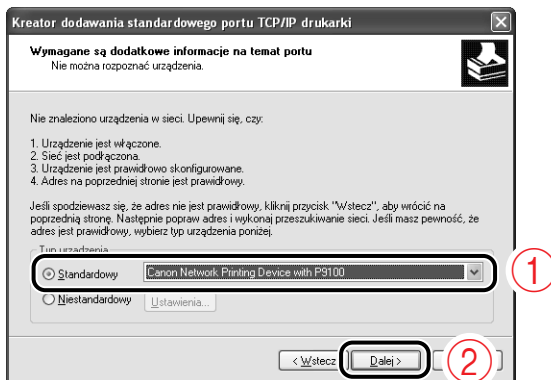 Kreator dodawania standardowego portu TCP/IP drukarki
Wymagane są dodatkowe informacje na temat portu
Nie można rozpoznać urządzenia.
Nie znaleziono urządzenia w sieci. Upewnij się, czy:
1. Urządzenie jest włączone.
2. Sieć jest podłączona.
3. Urządzenie jest prawidłowo skonfigurowane.
4. Adres na poprzedniej stronie jest prawidłowy.
Jeśli spodziewasz się, że adres nie jest prawidłowy, kliknij przycisk "Wstecz", aby wrócić na
poprzednią stronę. Następnie popraw adres i wykonaj przeszukiwanie sieci. Jeśli masz pewność, że
adres jest prawidłowy, wybierz typ urządzenia poniżej.
Typ urządzenia
Standardowy Canon Network Printing Device with P9100 1
Niestandardowy Ustawienia...
< Wstecz Dalej > 2